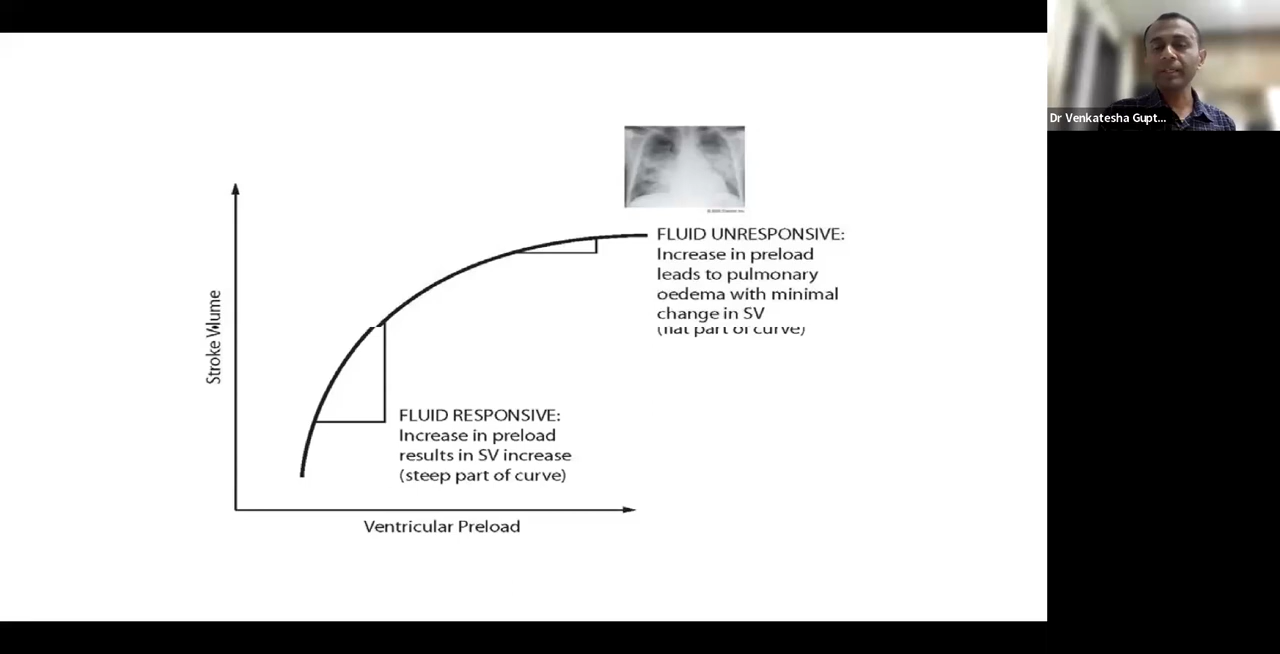 Dr Venkatesha Gupt...
FLUID UNRESPONSIVE:
Increase in preload
leads to pulmonary
oedema with minimal
change in SV
(flat part of curve)
Stroke Volume
FLUID RESPONSIVE:
Increase in preload
results in SV increase
(steep part of curve)
Ventricular Preload